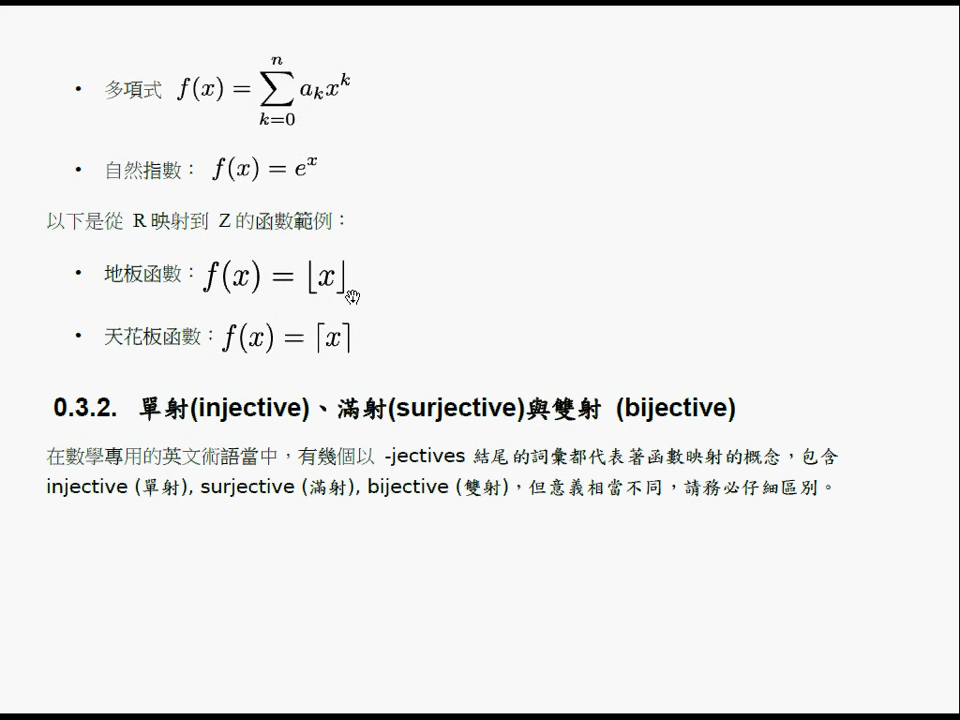 • 多項式 f(x) = ∑_{k=0}^{n} a_k x^k
• 自然指數： f(x) = e^x
以下是從 R 映射到 Z 的函數範例：
• 地板函數：f(x) = ⌊x⌋
• 天花板函數：f(x) = ⌈x⌉
0.3.2. 單射(injective)、滿射(surjective)與雙射 (bijective)
在數學專用的英文術語當中，有幾個以 -jectives 結尾的詞彙都代表著函數映射的概念，包含
injective (單射), surjective (滿射), bijective (雙射)，但意義相當不同，請務必仔細區別。